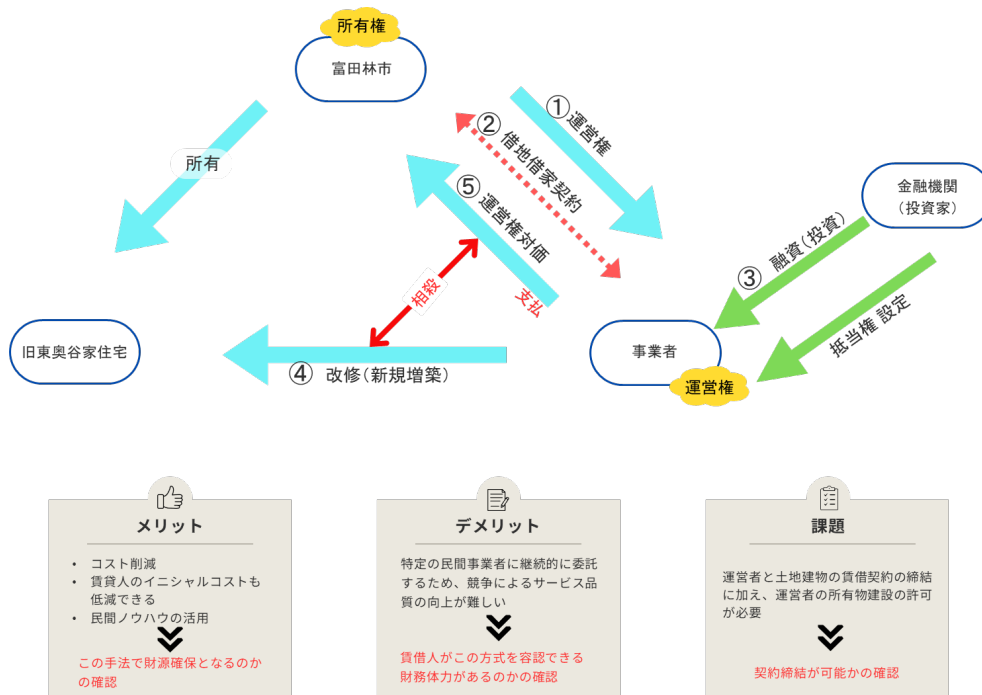 所有権
富田林市
所有
①運営権
② 借地借家契約
⑤ 運営権対価
支払
相殺
金融機関
（投資家）
③ 融資（投資）
抵当権 設定
旧東奥谷家住宅
事業者
運営権
④ 改修（新規増築）
メリット
• コスト削減
• 賃貸人のイニシャルコストも
低減できる
• 民間ノウハウの活用
この手法で財源確保となるのか
の確認
デメリット
特定の民間事業者に継続的に委託
するため、競争によるサービス品
質の向上が難しい
賃借人がこの方式を容認できる
財務体力があるのかの確認
課題
運営者と土地建物の賃借契約の締結
に加え、運営者の所有物建設の許可
が必要
契約締結が可能かの確認